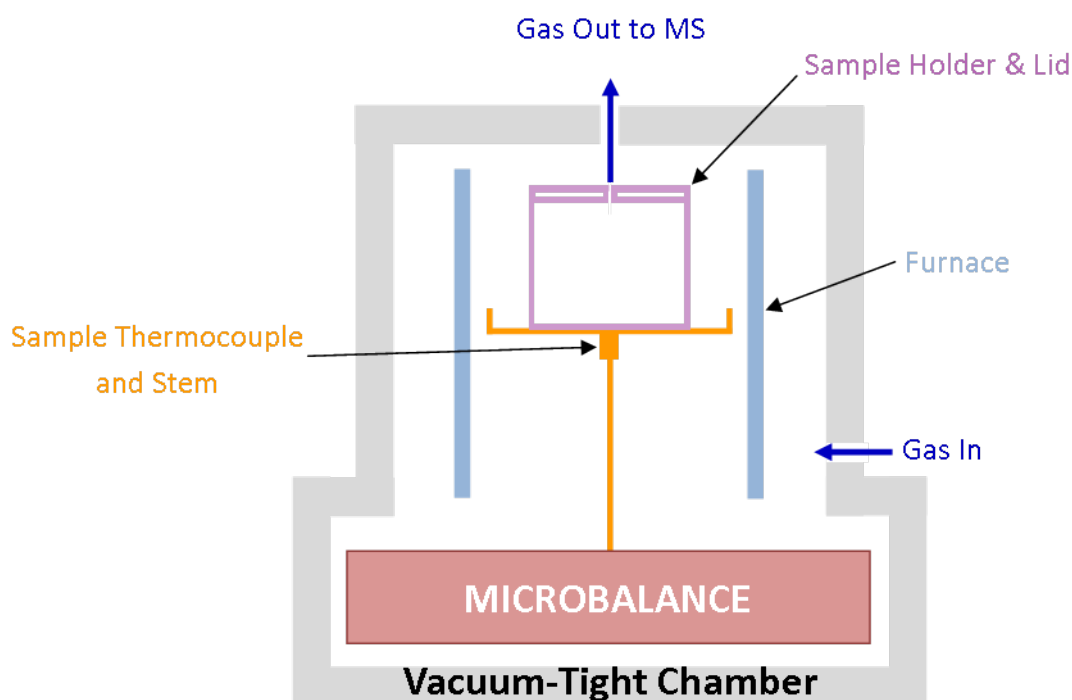 Gas Out to MS
Sample Holder & Lid
Furnace
Sample Thermocouple
and Stem
Gas In
MICROBALANCE
Vacuum-Tight Chamber